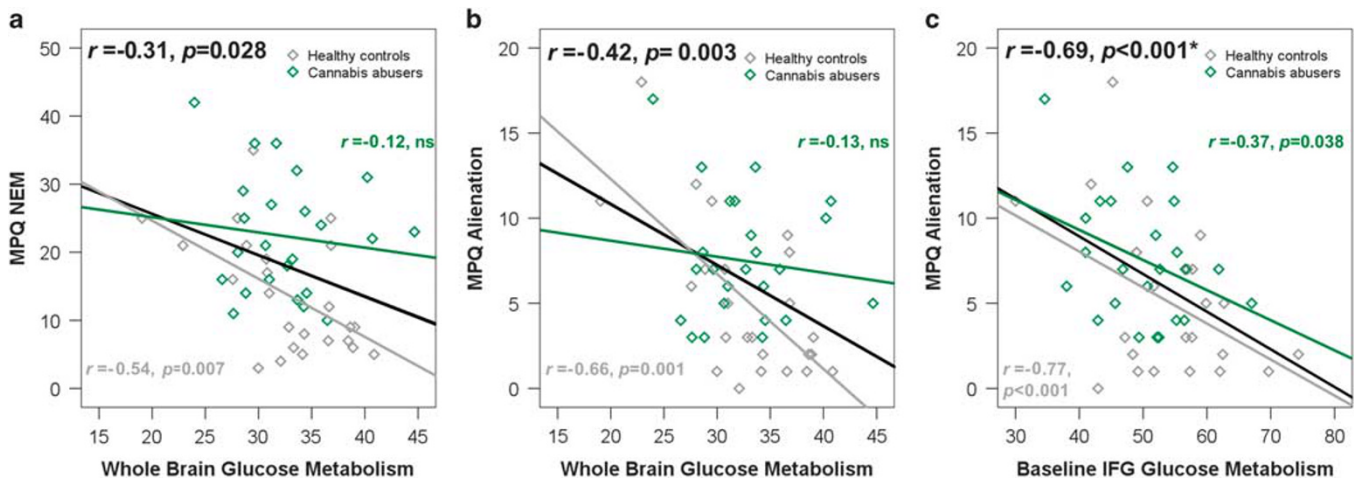 a
r=-0.31, p=0.028
Healthy controls
Cannabis abusers
r=-0.12, ns
r=-0.54, p=0.007
MPQ NEM
50
40
30
20
10
0
15 20 25 30 35 40 45
Whole Brain Glucose Metabolism
b
r=-0.42, p= 0.003
Healthy controls
Cannabis abusers
r=-0.13, ns
r=-0.66, p=0.001
MPQ Alienation
20
15
10
5
0
15 20 25 30 35 40 45
Whole Brain Glucose Metabolism
c
r=-0.69, p<0.001*
Healthy controls
Cannabis abusers
r=-0.37, p=0.038
r=-0.77,
p<0.001
MPQ Alienation
20
15
10
5
0
30 40 50 60 70 80
Baseline IFG Glucose Metabolism